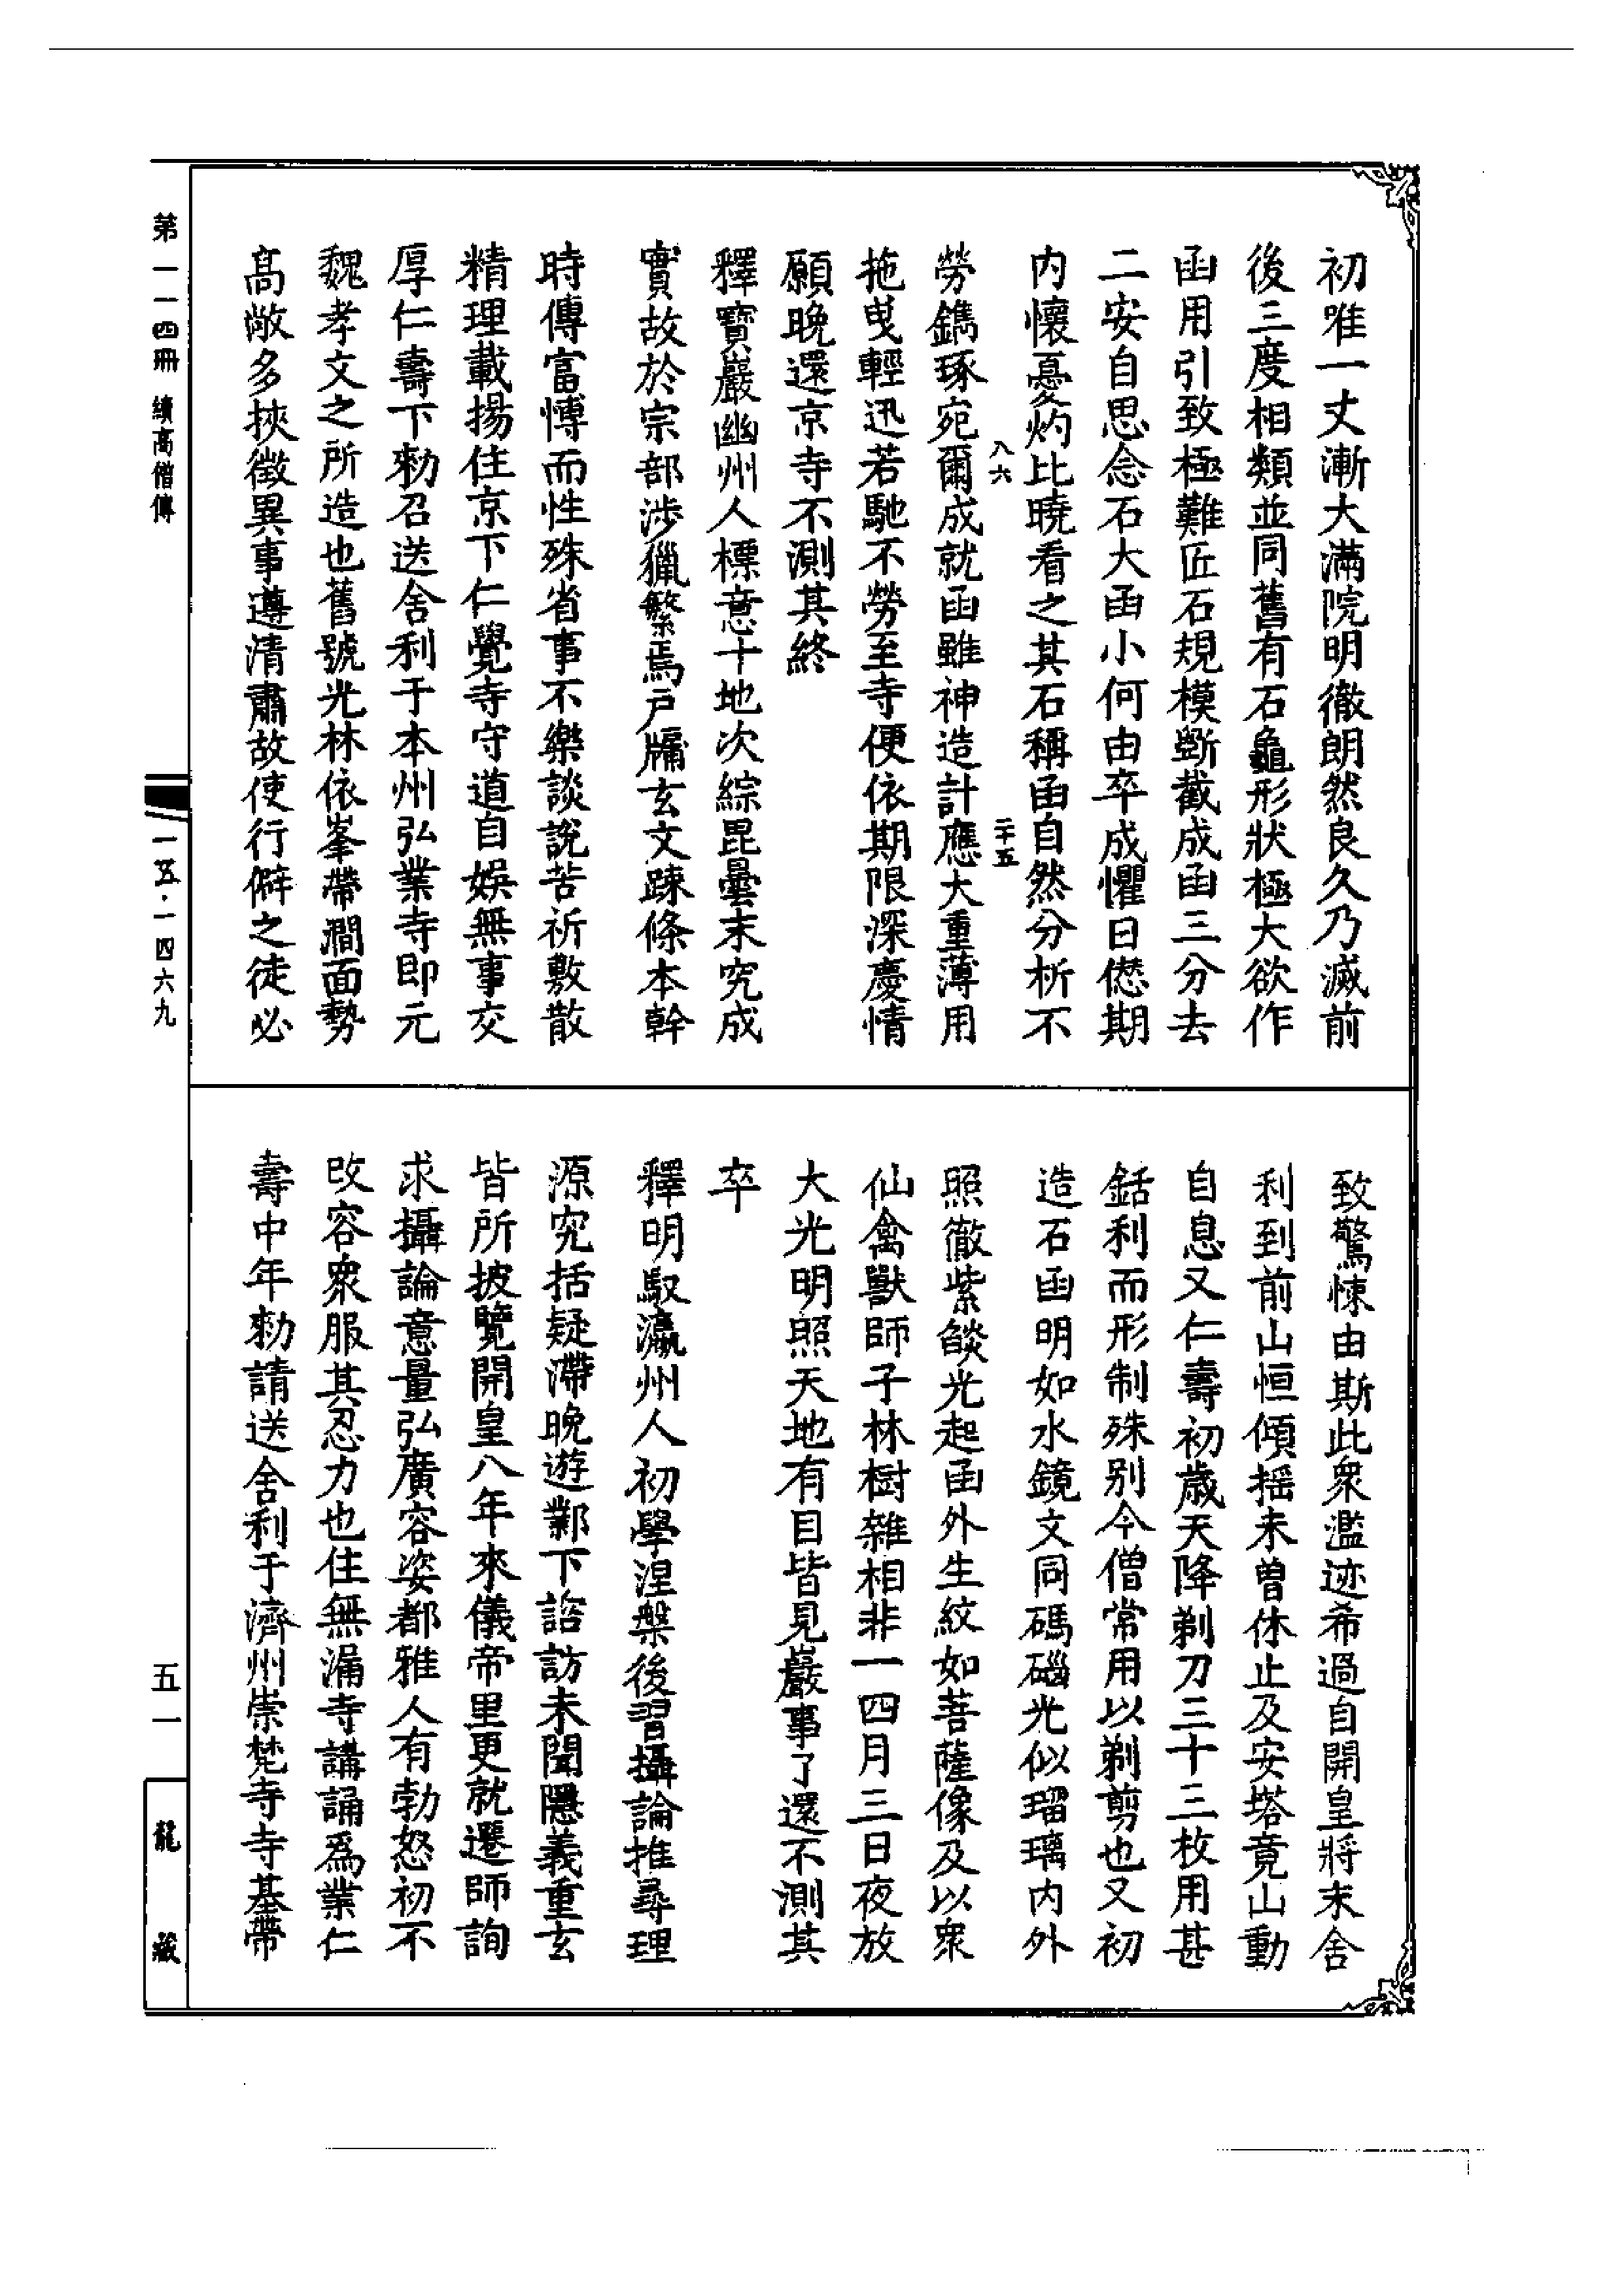 初唯一丈漸大滿院明徹朗然良久乃滅前
後三度相類並同舊有石龜形狀極大欲作
函用引致極難匠石規模斲截成函三分去
二安自思念石大函小何由卒成懼日僁期
内懷憂灼比曉看之其石稱函自然分析不
八六
二十五
勞鐫琢宛爾成就函雖神造計應大重薄用
拖曳輕迅若馳不勞至寺便依期限深慶情
願晚還京寺不測其終
釋寶巖幽州人標意十地次綜毘曇末究成
實故於宗部涉獵繁焉户牖玄文疎條本幹
時傳富博而性殊省事不樂談說苦祈敷散
精理載揚住京下仁覺寺守道自娛無事交
厚仁壽下勑召送舍利于本州弘業寺即元
魏孝文之所造也舊號光林依峯帶澗面勢
高敞多挾徵異事遵清肅故使行僻之徒必
致驚悚由斯此衆濫迹希過自開皇將末舍
利到前山恒傾摇未曾休止及安塔竟山動
自息又仁壽初歲天降剃刀三十三枚用甚
銛利而形制殊别今僧常用以剃剪也又初
造石函明如水鏡文同碼碯光似瑠璃内外
照徹紫燄光起函外生紋如菩薩像及以衆
仙禽獸師子林樹雜相非一四月三日夜放
大光明照天地有目皆見巖事了還不測其
卒
釋明馭瀛州人初學涅槃後習攝論推尋理
源究括疑滯晚遊鄴下諮訪未聞隱義重玄
皆所披覽開皇八年來儀帝里更就遷師詢
求攝論意量弘廣容姿都雅人有勃怒初不
改容衆服其忍力也住無漏寺講誦爲業仁
壽中年勑請送舍利于濟州崇梵寺寺基帶
第一一四冊 續高僧傳
一五·一四六九
五一
龍藏